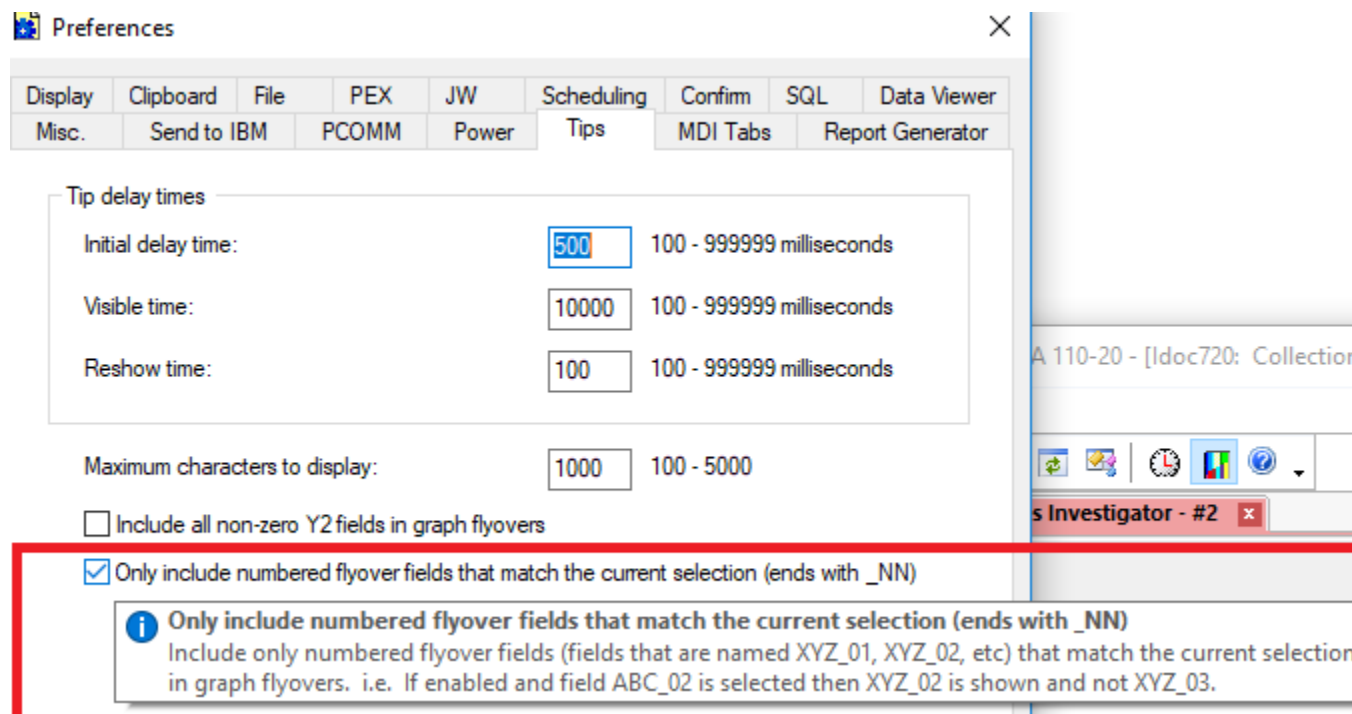 Preferences
Display Clipboard File PEX JW Scheduling Confirm SQL Data Viewer
Misc. Send to IBM PCOMM Power Tips MDI Tabs Report Generator
Tip delay times
Initial delay time: 500 100 - 999999 milliseconds
Visible time: 10000 100 - 999999 milliseconds
Reshow time: 100 100 - 999999 milliseconds
A 110-20 - [Idoc720: Collection
Maximum characters to display: 1000 100 - 5000
Include all non-zero Y2 fields in graph flyovers
s Investigator - #2
Only include numbered flyover fields that match the current selection (ends with _NN)
Only include numbered flyover fields that match the current selection (ends with _NN)
Include only numbered flyover fields (fields that are named XYZ_01, XYZ_02, etc) that match the current selection
in graph flyovers. i.e. If enabled and field ABC_02 is selected then XYZ_02 is shown and not XYZ_03.